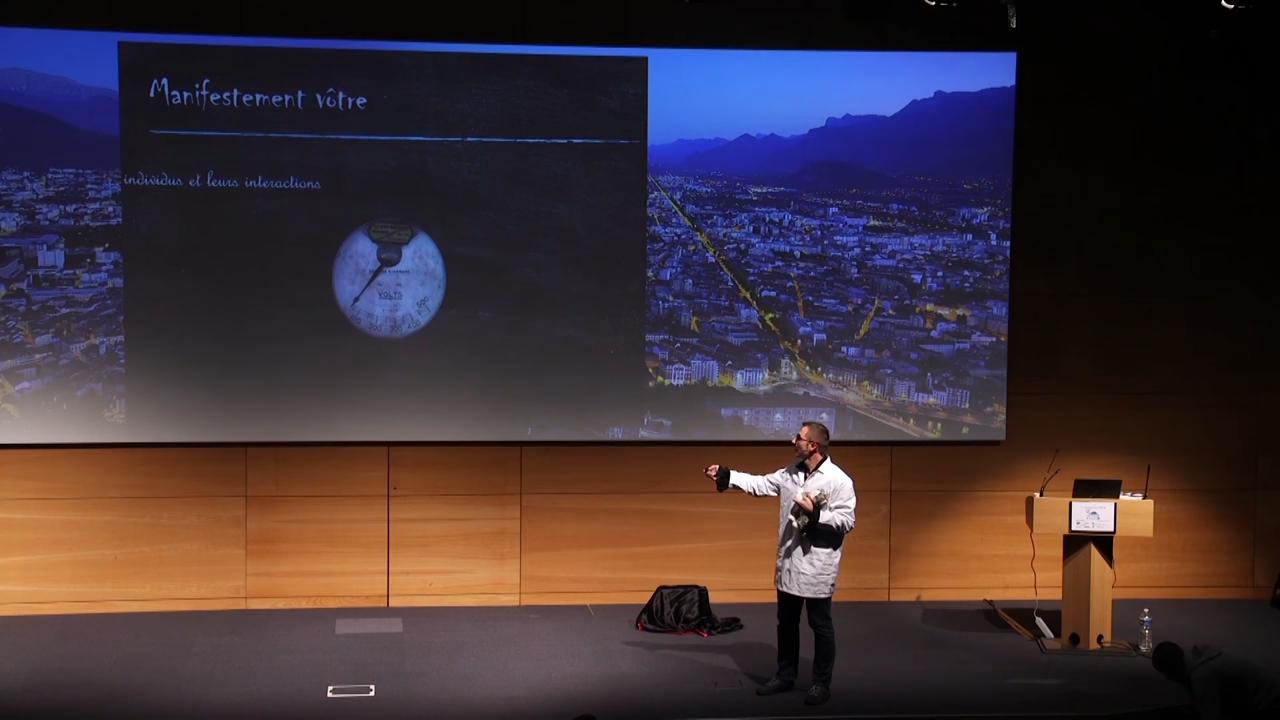 Manifestement vôtre
individus et leurs interactions
VOLTS